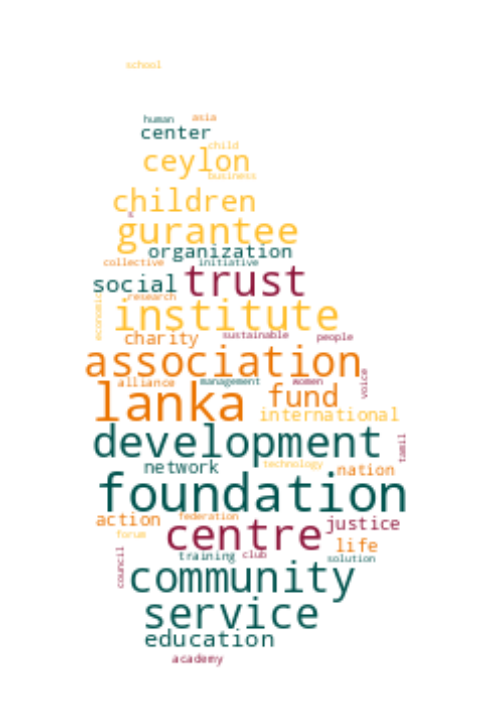 school
human asia
center
child
ceylon
business
children
s
gurantee
organization
collective initiative
social trust
research
economic
institute
charity sustainable people
association
alliance management women voice
lanka fund
international
development tamil
network technology nation
foundation
action federation justice
forum centre life
training club solution
council
community
service
education
academy